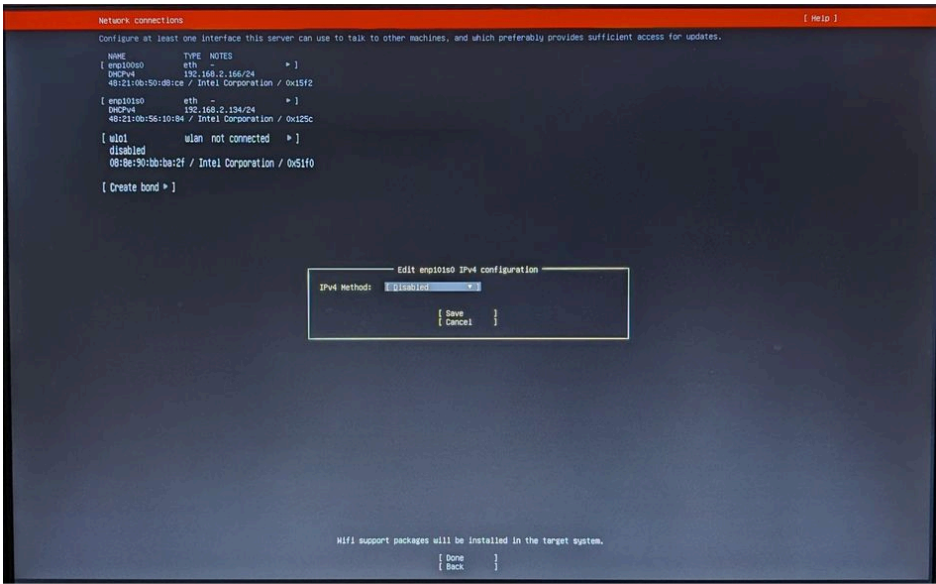 Network connections [ Help ]
Configure at least one interface this server can use to talk to other machines, and which preferably provides sufficient access for updates.
NAME TYPE NOTES
[ enp100s0 eth - ▸ ]
DHCPv4 192.168.2.166/24
48:21:0b:50:d8:ce / Intel Corporation / 0x15f2
[ enp101s0 eth - ▸ ]
DHCPv4 192.168.2.134/24
48:21:0b:56:10:84 / Intel Corporation / 0x125c
[ wlo1 wlan not connected ▸ ]
disabled
08:8e:90:bb:ba:2f / Intel Corporation / 0x51f0
[ Create bond ▸ ]
Edit enp101s0 IPv4 configuration
IPv4 Method: [ Disabled ▾ ]
[ Save ]
[ Cancel ]
Wifi support packages will be installed in the target system.
[ Done ]
[ Back ]